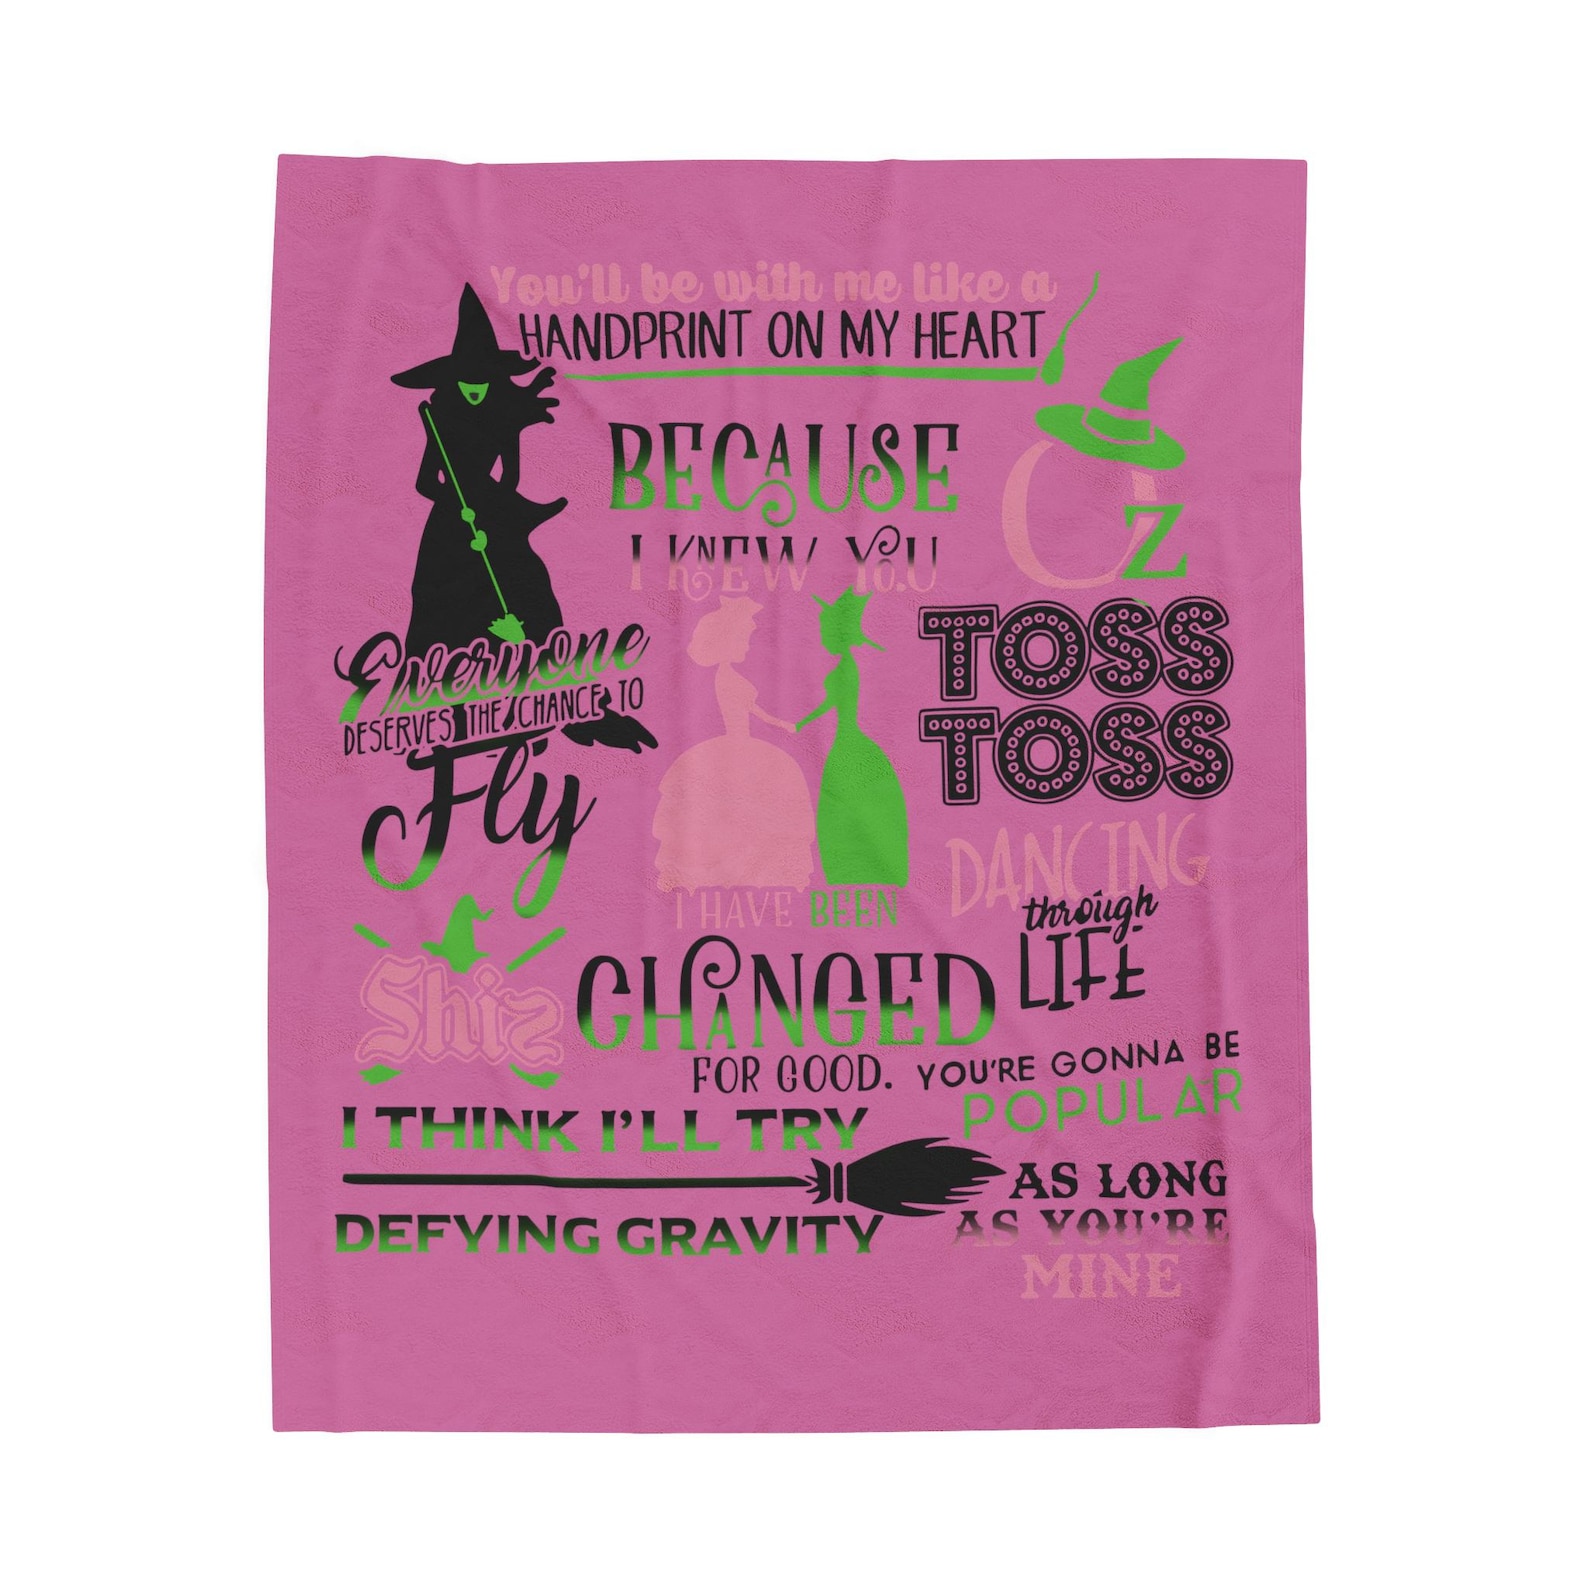 You'll be with me like a
HANDPRINT ON MY HEART
BECAUSE
I KNEW YOU
Oz
Everyone
DESERVES THE CHANCE TO
Fly
TOSS
TOSS
I HAVE BEEN
CHANGED
FOR GOOD.
DANCING
through
LIFE
Shiz
YOU'RE GONNA BE
POPULAR
I THINK I'LL TRY
DEFYING GRAVITY
AS LONG
AS YOU'RE
MINE